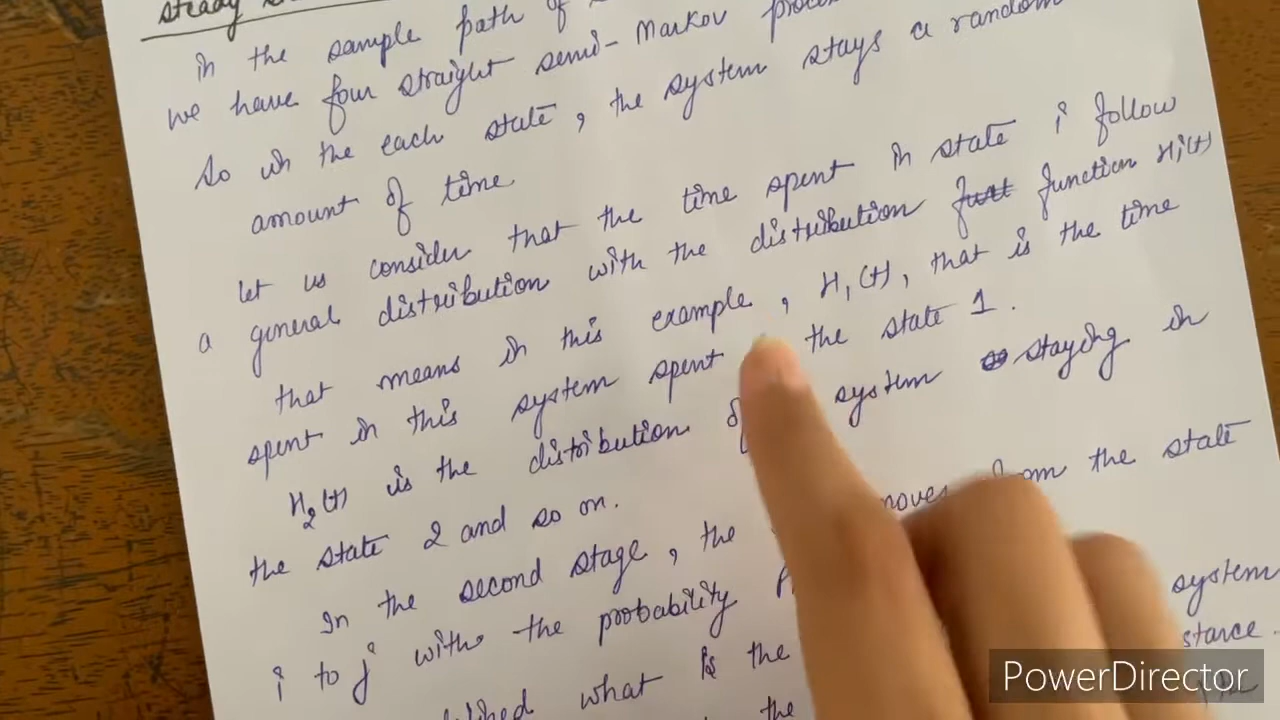 steady
in the sample path of
we have four straight semi-Markov
So in the each state, the system stays a random
amount of time.
let us consider that the time spent in state i follow
a general distribution with the distribution function Hi(t)
that means in this example, H1(t), that is the time
spent in this system spent the state 1.
H2(t) is the distribution system staying in
the state 2 and so on.
In the second stage, the moves from the state
i to j with the probability system
what is the
the
PowerDirector